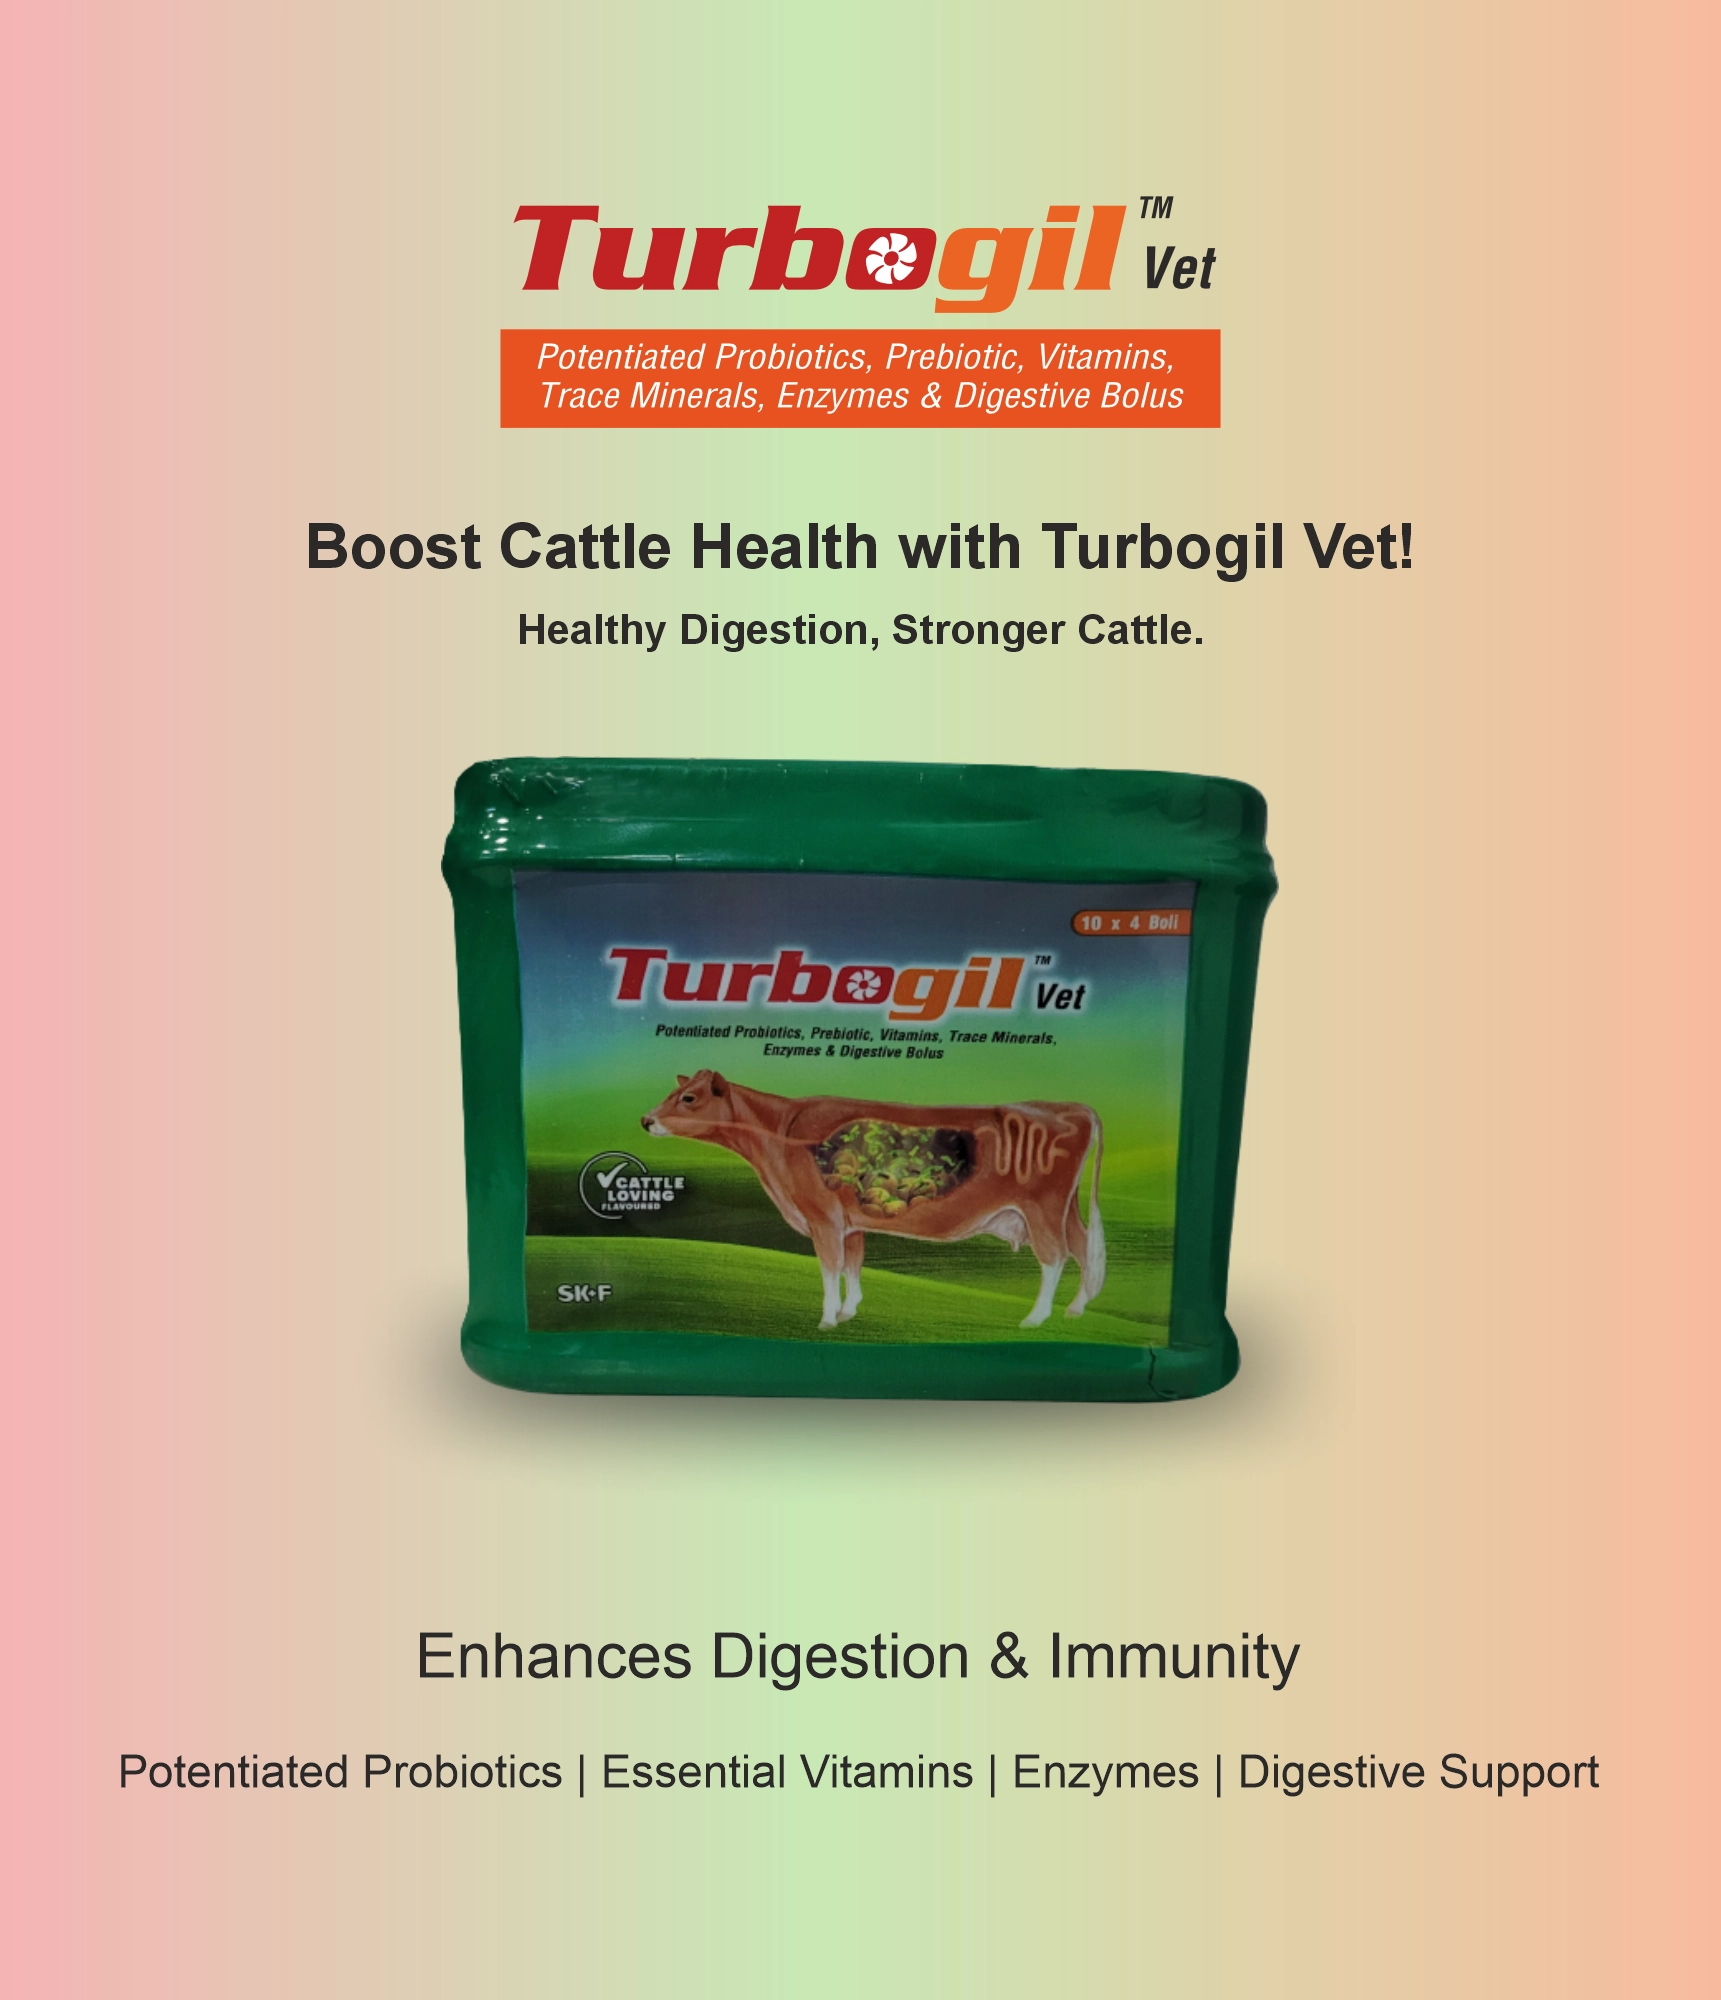 Turbogil™ Vet
Potentiated Probiotics, Prebiotic, Vitamins,
Trace Minerals, Enzymes & Digestive Bolus
Boost Cattle Health with Turbogil Vet!
Healthy Digestion, Stronger Cattle.
10 x 4 Boli
Turbogil™ Vet
Potentiated Probiotics, Prebiotic, Vitamins, Trace Minerals,
Enzymes & Digestive Bolus
CATTLE
LOVING
FLAVOURED
SK+F
Enhances Digestion & Immunity
Potentiated Probiotics | Essential Vitamins | Enzymes | Digestive Support